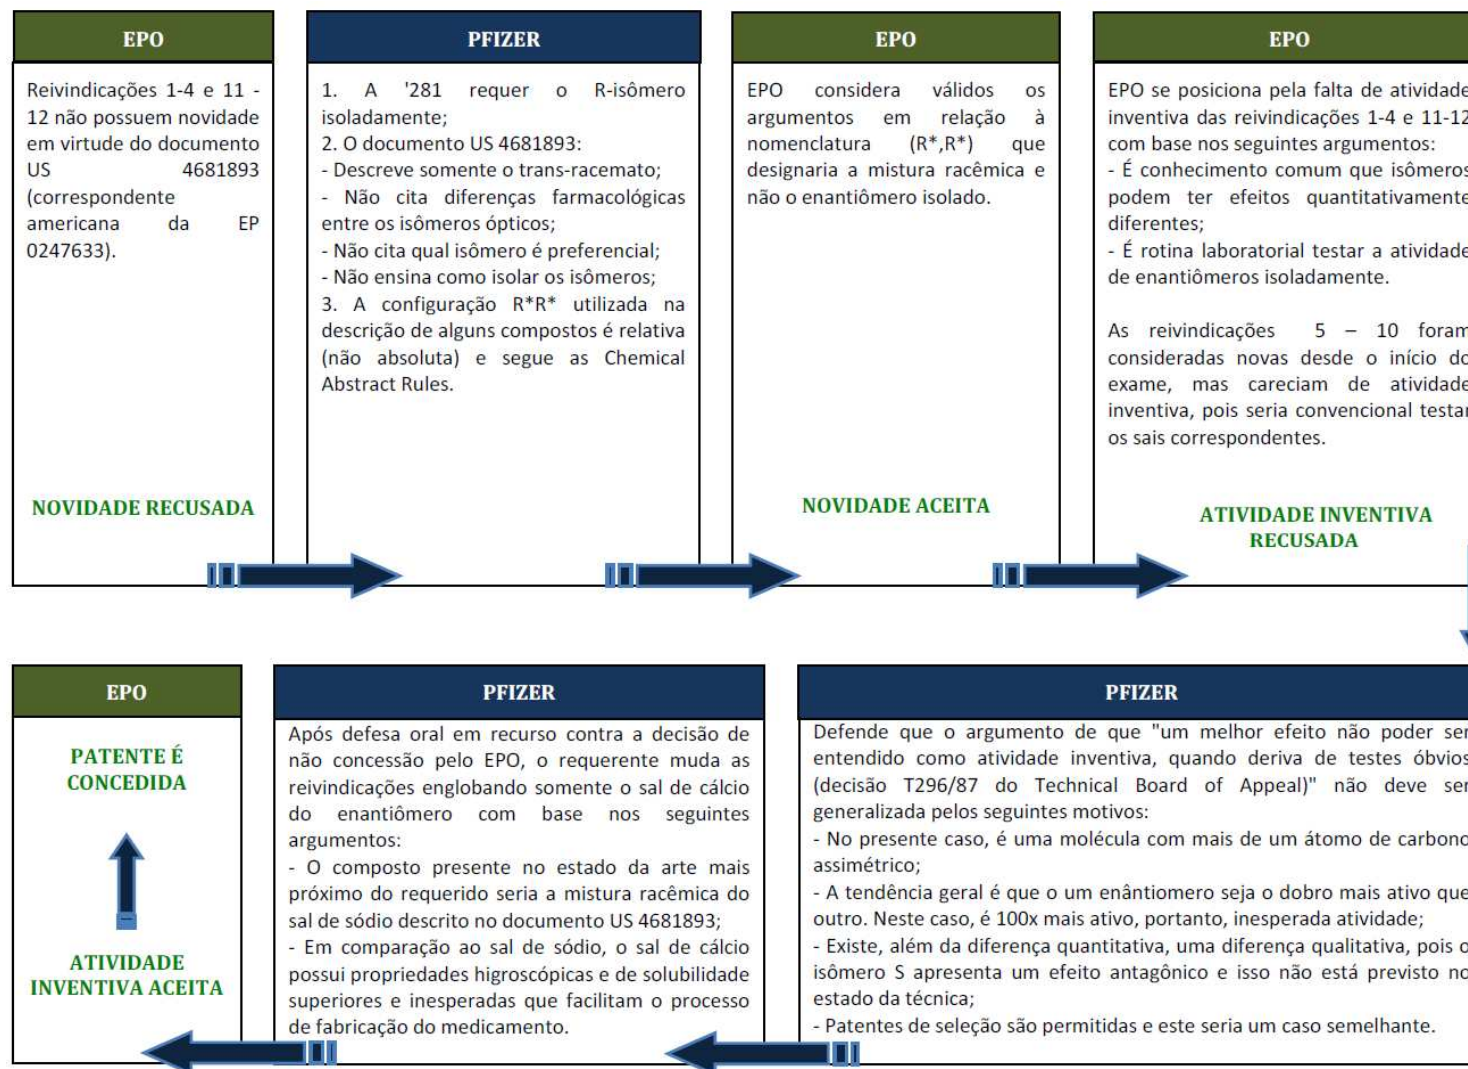 EPO
Reivindicações 1-4 e 11 -
12 não possuem novidade
em virtude do documento
US 4681893
(correspondente
americana da EP
0247633).
NOVIDADE RECUSADA
PFIZER
1. A '281 requer o R-isômero
isoladamente;
2. O documento US 4681893:
- Descreve somente o trans-racemato;
- Não cita diferenças farmacológicas
entre os isômeros ópticos;
- Não cita qual isômero é preferencial;
- Não ensina como isolar os isômeros;
3. A configuração R*R* utilizada na
descrição de alguns compostos é relativa
(não absoluta) e segue as Chemical
Abstract Rules.
EPO
EPO considera válidos os
argumentos em relação à
nomenclatura (R*,R*) que
designaria a mistura racêmica e
não o enantiômero isolado.
NOVIDADE ACEITA
EPO
EPO se posiciona pela falta de atividade
inventiva das reivindicações 1-4 e 11-12
com base nos seguintes argumentos:
- É conhecimento comum que isômeros
podem ter efeitos quantitativamente
diferentes;
- É rotina laboratorial testar a atividade
de enantiômeros isoladamente.
As reivindicações 5 – 10 foram
consideradas novas desde o início do
exame, mas careciam de atividade
inventiva, pois seria convencional testar
os sais correspondentes.
ATIVIDADE INVENTIVA
RECUSADA
PFIZER
Defende que o argumento de que "um melhor efeito não poder ser
entendido como atividade inventiva, quando deriva de testes óbvios
(decisão T296/87 do Technical Board of Appeal)" não deve ser
generalizada pelos seguintes motivos:
- No presente caso, é uma molécula com mais de um átomo de carbono
assimétrico;
- A tendência geral é que o um enântiomero seja o dobro mais ativo que
outro. Neste caso, é 100x mais ativo, portanto, inesperada atividade;
- Existe, além da diferença quantitativa, uma diferença qualitativa, pois o
isômero S apresenta um efeito antagônico e isso não está previsto no
estado da técnica;
- Patentes de seleção são permitidas e este seria um caso semelhante.
PFIZER
Após defesa oral em recurso contra a decisão de
não concessão pelo EPO, o requerente muda as
reivindicações englobando somente o sal de cálcio
do enantiômero com base nos seguintes
argumentos:
- O composto presente no estado da arte mais
próximo do requerido seria a mistura racêmica do
sal de sódio descrito no documento US 4681893;
- Em comparação ao sal de sódio, o sal de cálcio
possui propriedades higroscópicas e de solubilidade
superiores e inesperadas que facilitam o processo
de fabricação do medicamento.
EPO
ATIVIDADE
INVENTIVA ACEITA
PATENTE É
CONCEDIDA